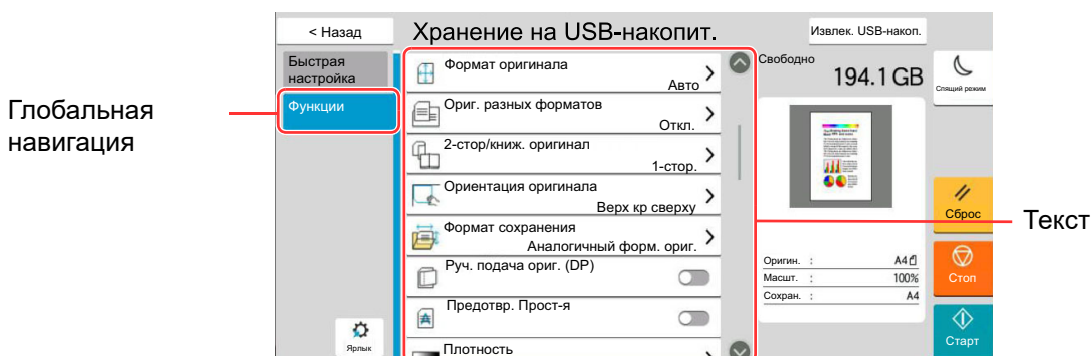 < Назад
Хранение на USB-накопит.
Извлек. USB-накоп.
Быстрая
настройка
Функции
Глобальная
навигация
Формат оригинала
Авто
Ориг. разных форматов
Откл.
2-стор/книж. оригинал
1-стор.
Ориентация оригинала
Верх кр сверху
Формат сохранения
Аналогичный форм. ориг.
Руч. подача ориг. (DP)
Предотвр. Прост-я
Плотность
Свободно
194.1 GB
Оригин. : A4
Масшт. : 100%
Сохран. : A4
Спящий режим
Сброс
Стоп
Старт
Текст
Ярлык